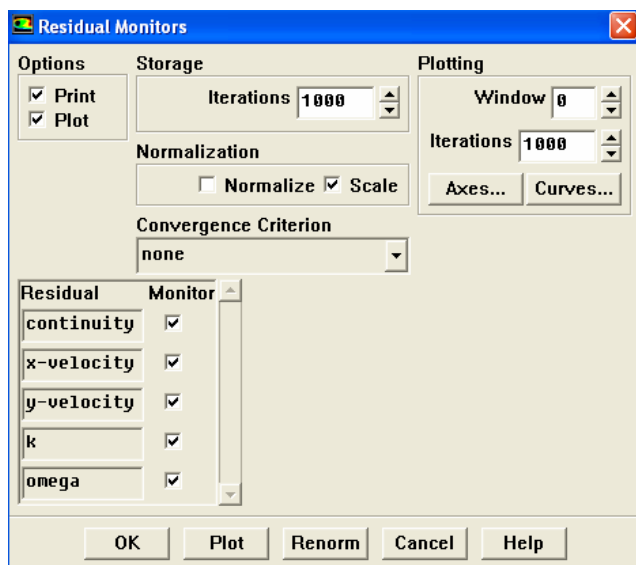 Residual Monitors
Options
Print
Plot
Storage
Iterations 1000
Normalization
Normalize Scale
Convergence Criterion
none
Plotting
Window 0
Iterations 1000
Axes... Curves...
Residual Monitor
continuity
x-velocity
y-velocity
k
omega
OK Plot Renorm Cancel Help